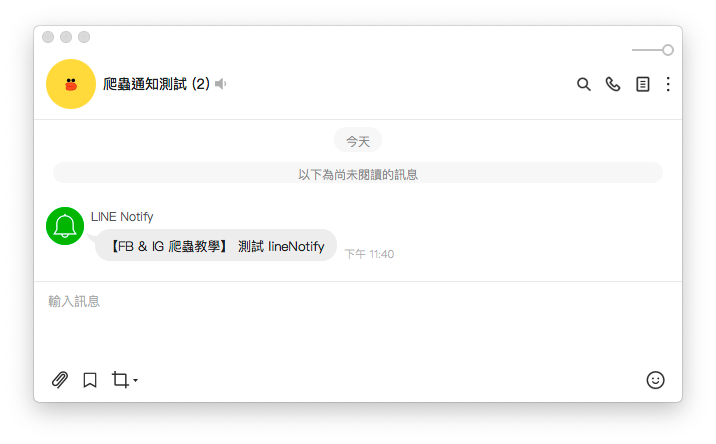 爬蟲通知測試 (2)
今天
以下為尚未閱讀的訊息
LINE Notify
【FB & IG 爬蟲教學】 測試 lineNotify
下午 11:40
輸入訊息